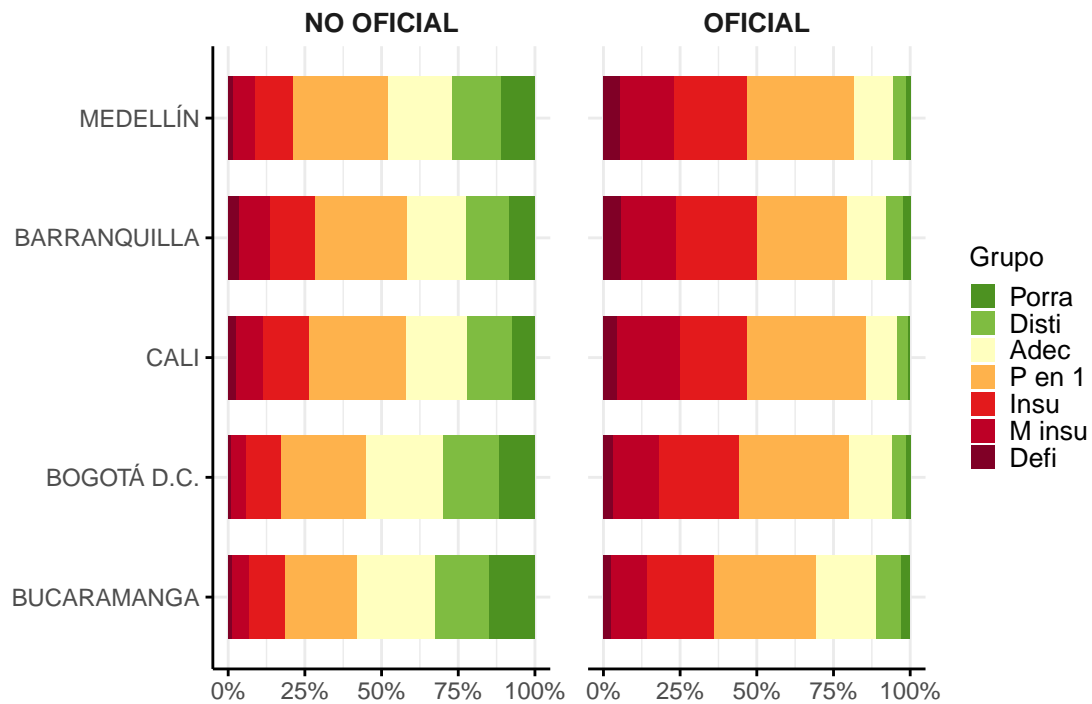 NO OFICIAL
OFICIAL
MEDELLÍN
BARRANQUILLA
CALI
BOGOTÁ D.C.
BUCARAMANGA
0% 25% 50% 75% 100%
0% 25% 50% 75% 100%
Grupo
Porra
Disti
Adec
P en 1
Insu
M insu
Defi